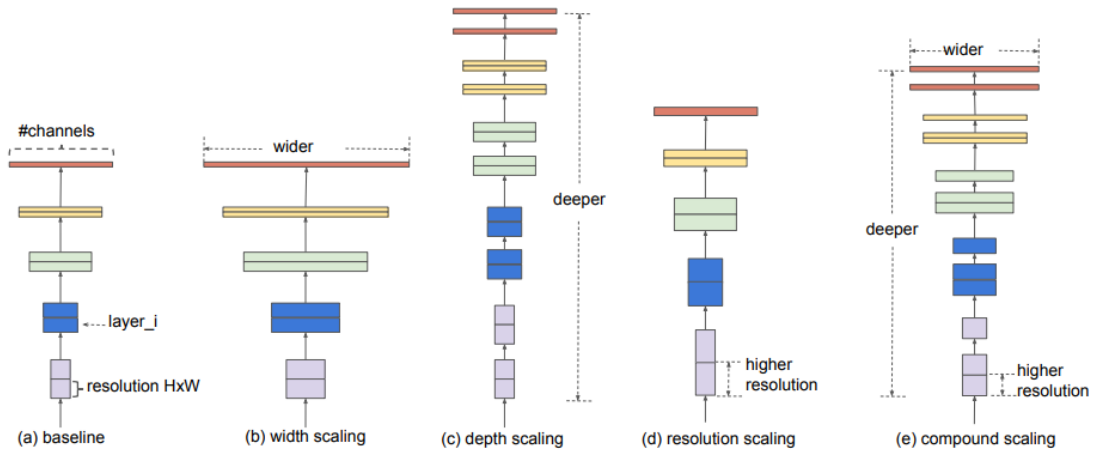 #channels
layer_i
resolution HxW
(a) baseline
wider
(b) width scaling
deeper
(c) depth scaling
higher
resolution
(d) resolution scaling
wider
deeper
higher
resolution
(e) compound scaling